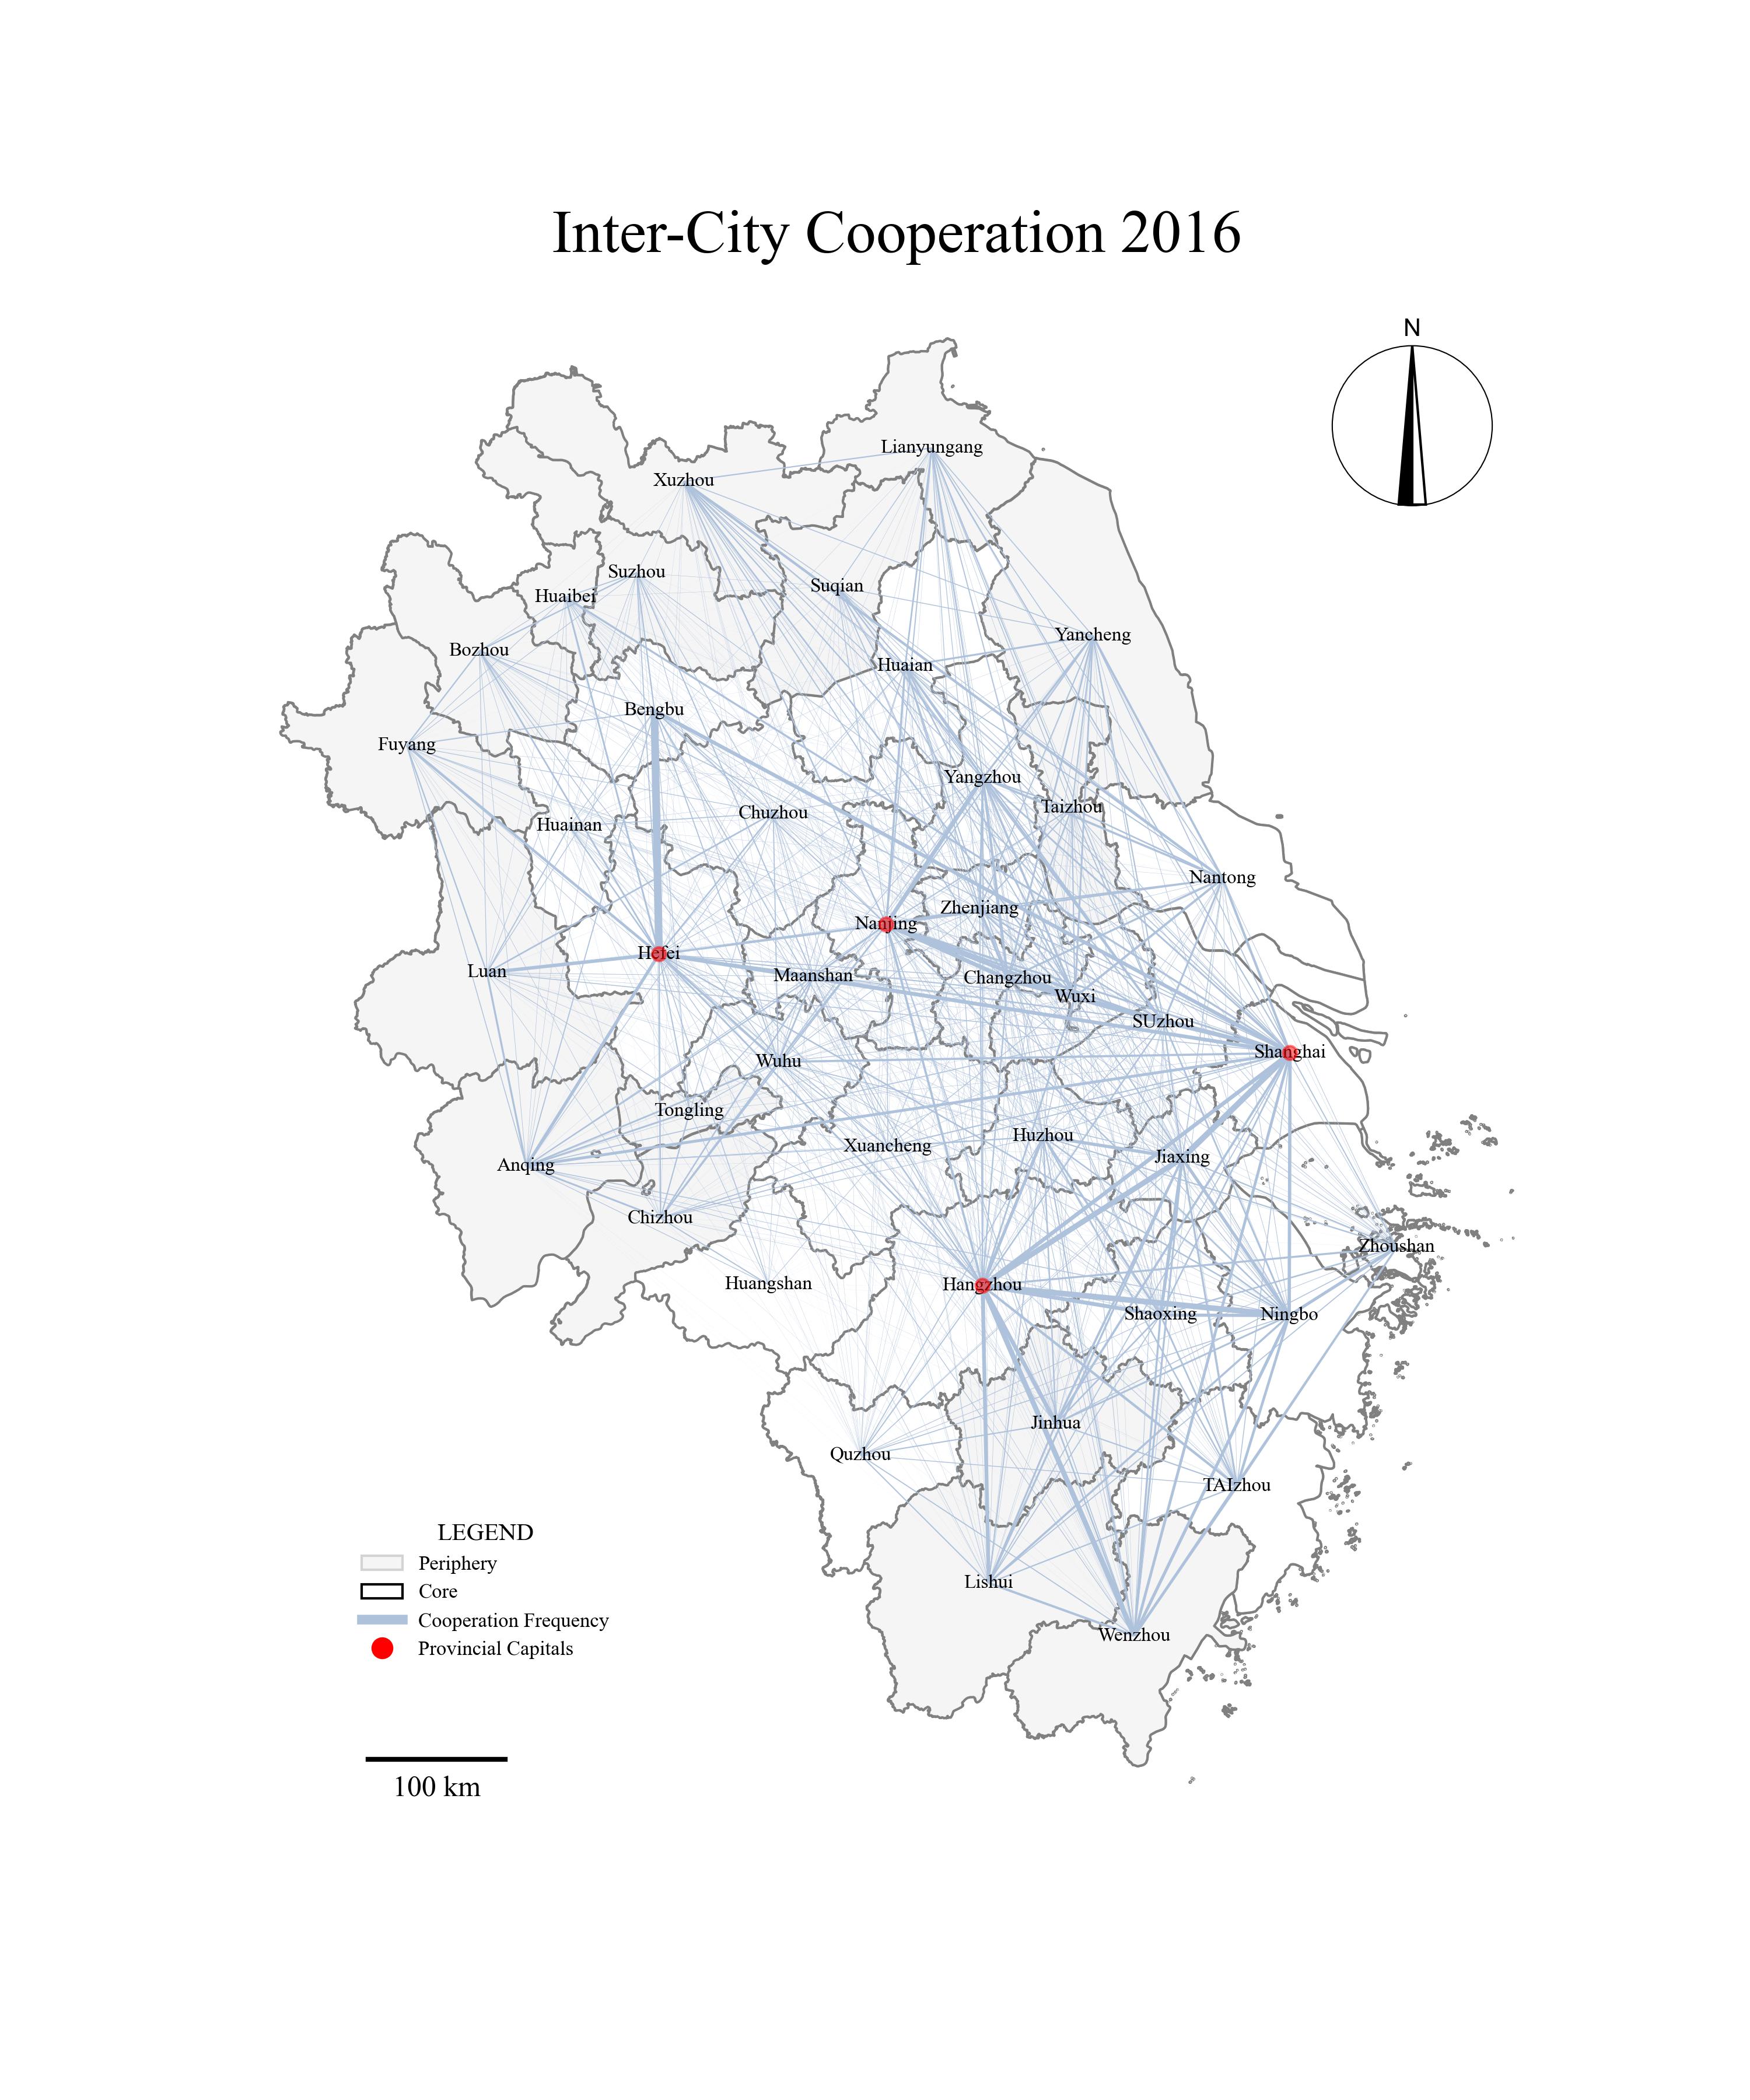 Inter-City Cooperation 2016
N
Lianyungang
Xuzhou
Suzhou
Suqian
Huaibei
Yancheng
Bozhou
Huaian
Bengbu
Fuyang
Yangzhou
Taizhou
Chuzhou
Huainan
Nantong
Zhenjiang
Nanjing
Hefei
Luan
Maanshan
Changzhou
Wuxi
SUzhou
Shanghai
Wuhu
Tongling
Huzhou
Xuancheng
Jiaxing
Anqing
Chizhou
Zhoushan
Huangshan
Hangzhou
Shaoxing
Ningbo
Jinhua
Quzhou
TAIzhou
Lishui
Wenzhou
LEGEND
Periphery
Core
Cooperation Frequency
Provincial Capitals
100 km